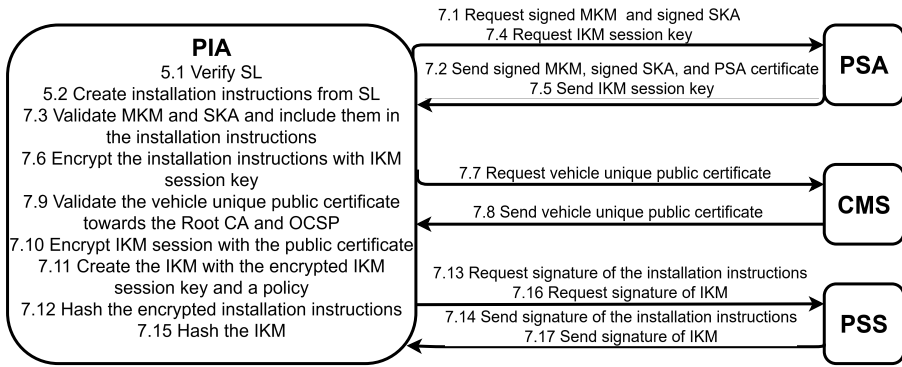 PIA
5.1 Verify SL
5.2 Create installation instructions from SL
7.3 Validate MKM and SKA and include them in
the installation instructions
7.6 Encrypt the installation instructions with IKM
session key
7.9 Validate the vehicle unique public certificate
towards the Root CA and OCSP
7.10 Encrypt IKM session with the public certificate
7.11 Create the IKM with the encrypted IKM
session key and a policy
7.12 Hash the encrypted installation instructions
7.15 Hash the IKM
7.1 Request signed MKM and signed SKA
7.4 Request IKM session key
7.2 Send signed MKM, signed SKA, and PSA certificate
7.5 Send IKM session key
PSA
7.7 Request vehicle unique public certificate
7.8 Send vehicle unique public certificate
CMS
7.13 Request signature of the installation instructions
7.16 Request signature of IKM
7.14 Send signature of the installation instructions
7.17 Send signature of IKM
PSS